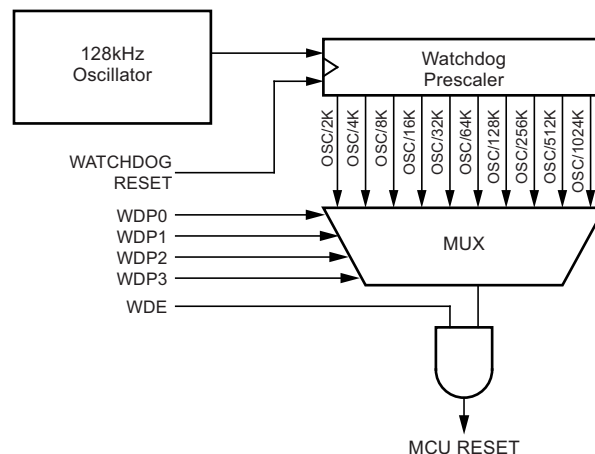 128kHz
Oscillator
Watchdog
Prescaler
OSC/2K
OSC/4K
OSC/8K
OSC/16K
OSC/32K
OSC/64K
OSC/128K
OSC/256K
OSC/512K
OSC/1024K
WATCHDOG
RESET
WDP0
WDP1
WDP2
WDP3
MUX
WDE
MCU RESET